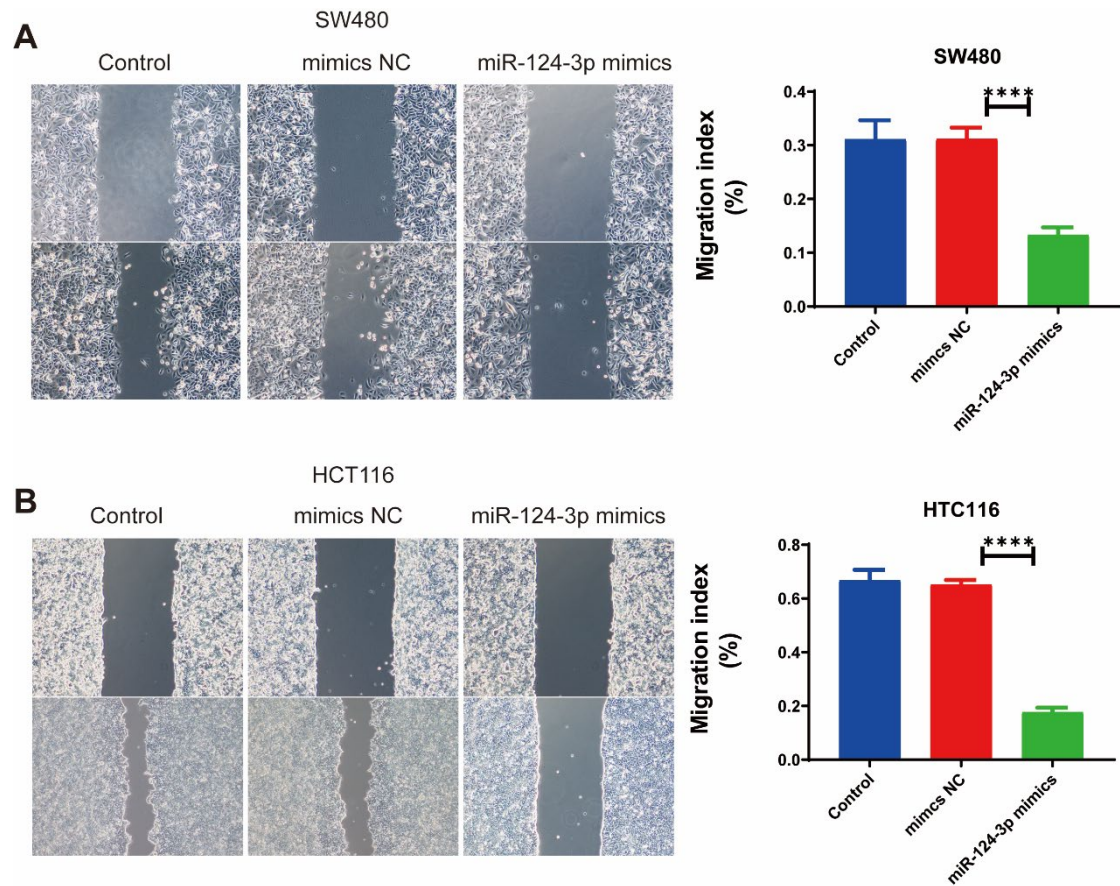 A
SW480
Control
mimics NC
miR-124-3p mimics
SW480
Migration index
(%)
0.4
0.3
0.2
0.1
0.0
****
Control
mimcs NC
miR-124-3p mimics
B
HCT116
Control
mimics NC
miR-124-3p mimics
HTC116
Migration index
(%)
0.8
0.6
0.4
0.2
0.0
****
Control
mimcs NC
miR-124-3p mimics